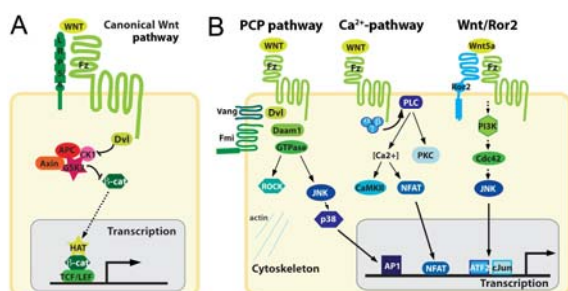 A
Canonical Wnt
pathway
WNT
Fz
Dvl
APC
CK1
Axin
GSK3
β-cat
Transcription
HAT
β-cat
TCF/LEF
B
PCP pathway
Ca²⁺-pathway
Wnt/Ror2
WNT
Fz
Vang
Dvl
Fmi
Daam1
GTPase
ROCK
JNK
p38
actin
Cytoskeleton
WNT
Fz
PLC
[Ca2+]
PKC
CaMKII
NFAT
Wnt5a
Fz
Ror2
PI3K
Cdc42
JNK
AP1
NFAT
ATF2
cJun
Transcription